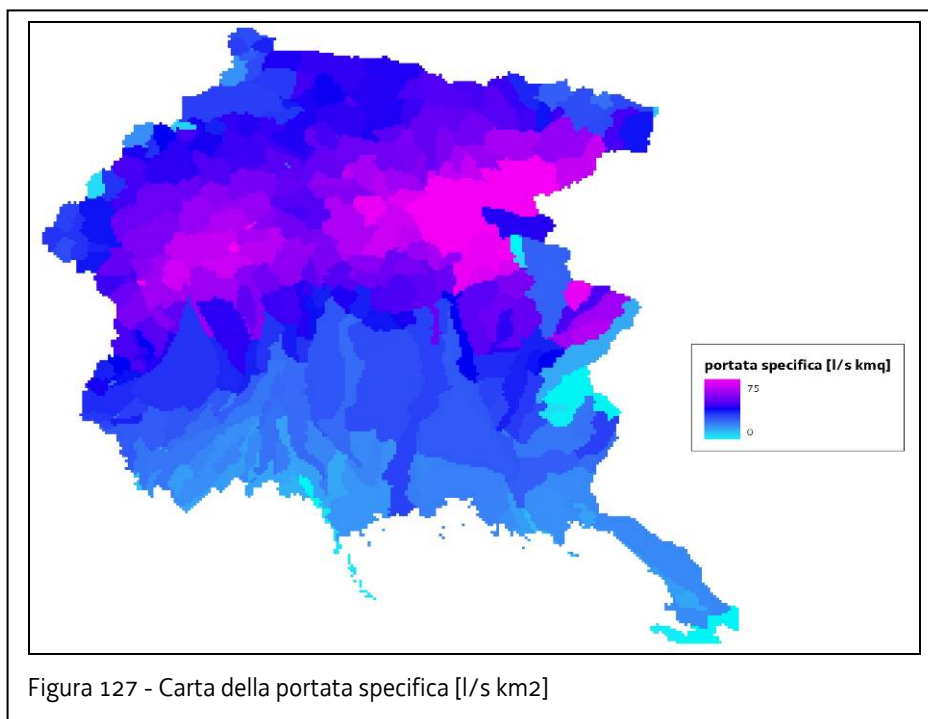 portata specifica [l/s kmq]
75
0
Figura 127 - Carta della portata specifica [l/s km2]